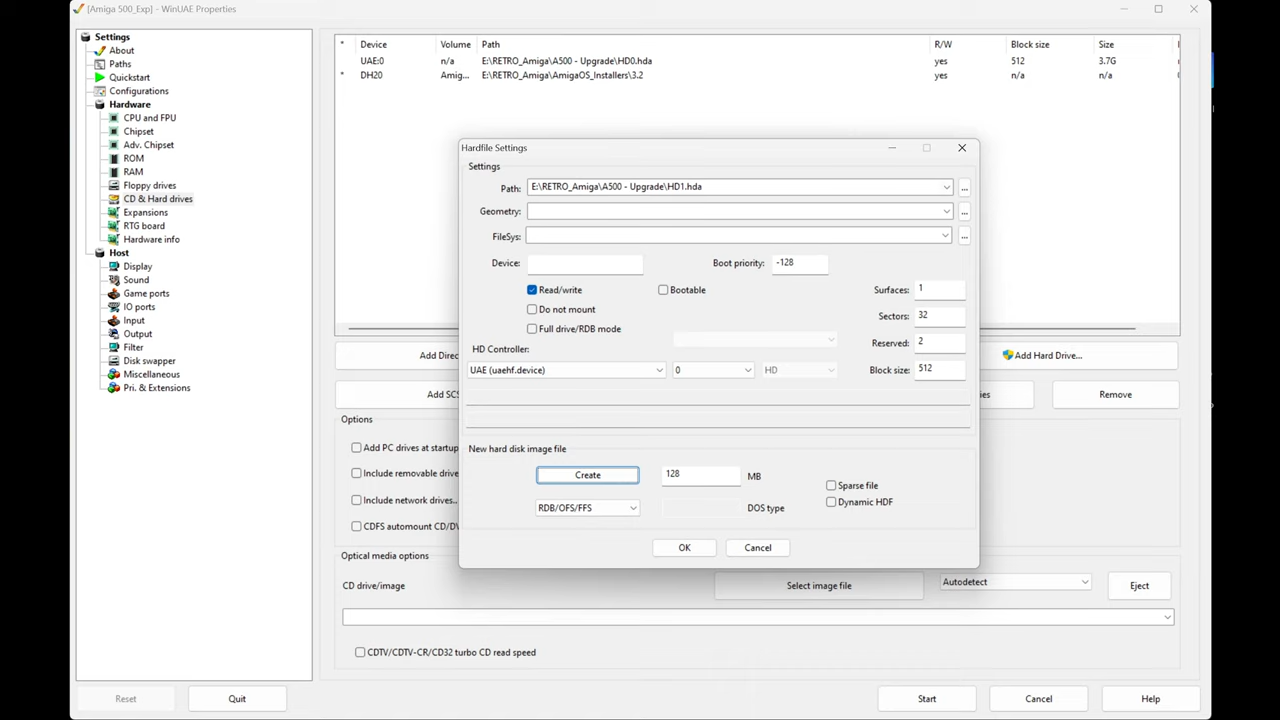 [Amiga 500_Exp] - WinUAE Properties
Settings
About
Paths
Quickstart
Configurations
Hardware
CPU and FPU
Chipset
Adv. Chipset
ROM
RAM
Floppy drives
CD & Hard drives
Expansions
RTG board
Hardware info
Host
Display
Sound
Game ports
IO ports
Input
Output
Filter
Disk swapper
Miscellaneous
Pri. & Extensions
* Device Volume Path R/W Block size Size
UAE:0 n/a E:\RETRO_Amiga\A500 - Upgrade\HD0.hda yes 512 3.7G
* DH20 Amig... E:\RETRO_Amiga\AmigaOS_Installers\3.2 yes n/a n/a
Hardfile Settings
Settings
Path: E:\RETRO_Amiga\A500 - Upgrade\HD1.hda ...
Geometry: ...
FileSys: ...
Device: Boot priority: -128
Read/write Bootable Surfaces: 1
Do not mount Sectors: 32
Full drive/RDB mode Reserved: 2
HD Controller: Block size: 512
UAE (uaehf.device) 0 HD
New hard disk image file
Create 128 MB Sparse file
RDB/OFS/FFS DOS type Dynamic HDF
OK Cancel
Add Direc Add Hard Drive...
Add SCS ies Remove
Options
Add PC drives at startup
Include removable drive
Include network drives..
CDFS automount CD/DV
Optical media options
CD drive/image Select image file Autodetect Eject
CDTV/CDTV-CR/CD32 turbo CD read speed
Reset Quit Start Cancel Help